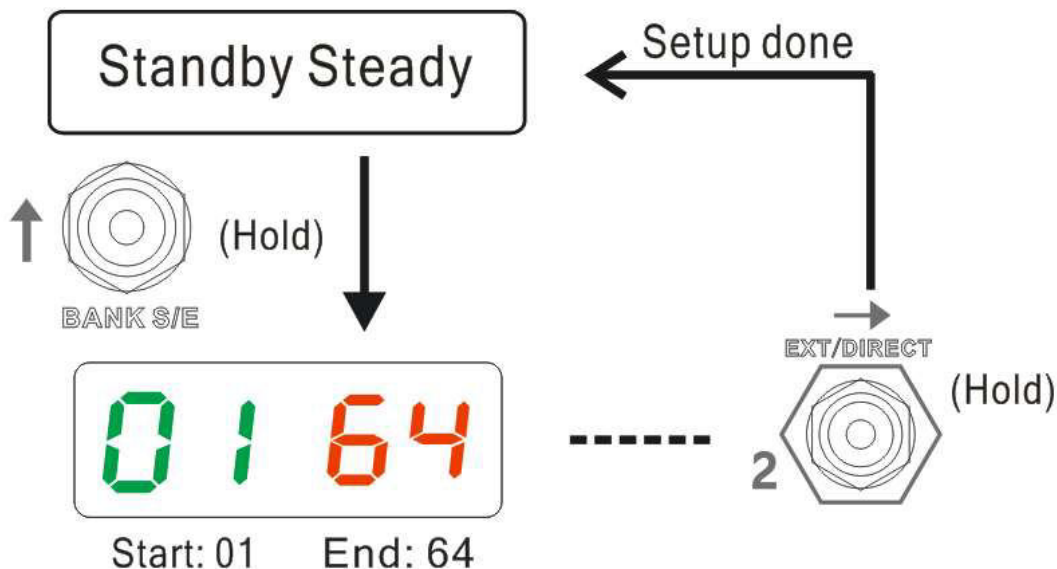 Standby Steady
Setup done
(Hold)
BANK S/E
EXT/DIRECT
(Hold)
01 64
2
Start: 01 End: 64